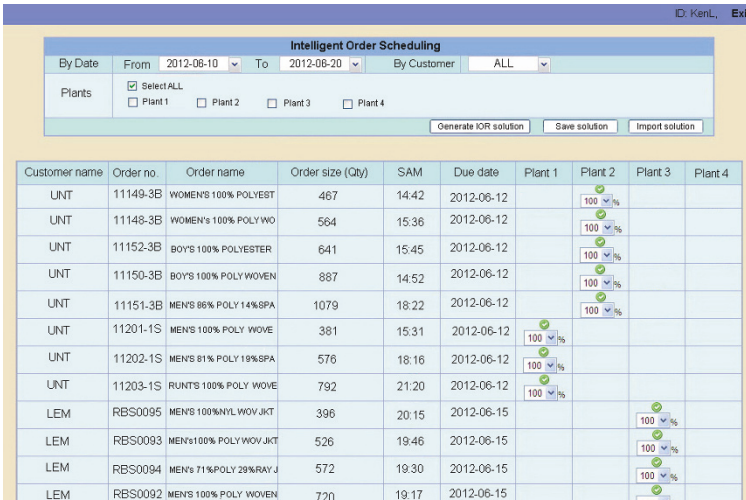 ID: KenL, Exi
Intelligent Order Scheduling
By Date From 2012-06-10 To 2012-06-20 By Customer ALL
Plants Select ALL
Plant 1 Plant 2 Plant 3 Plant 4
Generate IOR solution Save solution Import solution
Customer name Order no. Order name Order size (Qty) SAM Due date Plant 1 Plant 2 Plant 3 Plant 4
UNT 11149-3B WOMEN'S 100% POLYEST 467 14:42 2012-06-12 100 %
UNT 11148-3B WOMEN's 100% POLY WO 564 15:36 2012-06-12 100 %
UNT 11152-3B BOY'S 100% POLYESTER 641 15:45 2012-06-12 100 %
UNT 11150-3B BOY'S 100% POLY WOVEN 887 14:52 2012-06-12 100 %
UNT 11151-3B MEN'S 86% POLY 14%SPA 1079 18:22 2012-06-12 100 %
UNT 11201-1S MEN'S 100% POLY WOVE 381 15:31 2012-06-12 100 %
UNT 11202-1S MEN'S 81% POLY 19%SPA 576 18:16 2012-06-12 100 %
UNT 11203-1S RUNT'S 100% POLY WOVE 792 21:20 2012-06-12 100 %
LEM RBS0095 MEN'S 100%NYL WOV JKT 396 20:15 2012-06-15 100 %
LEM RBS0093 MEN's100% POLY WOV JKT 526 19:46 2012-06-15 100 %
LEM RBS0094 MEN's 71%POLY 29%RAY J 572 19:30 2012-06-15 100 %
LEM RBS0092 MEN'S 100% POLY WOVEN 720 19:17 2012-06-15